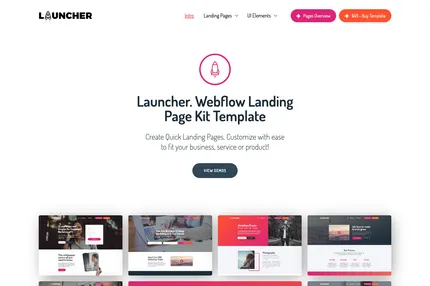 LAUNCHER
Intro
Landing Pages
UI Elements
Pages Overview
$49 - Buy Template
Launcher. Webflow Landing
Page Kit Template
Create Quick Landing Pages, Customize with ease
to fit your business, service or product!
VIEW DEMOS